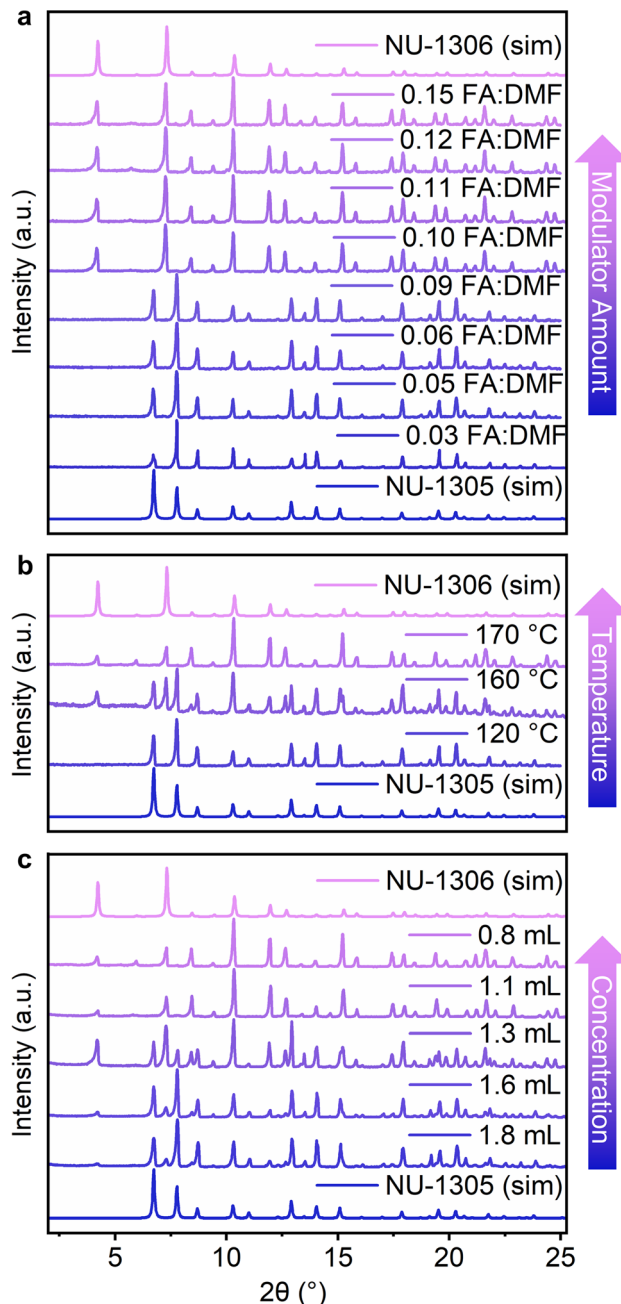 a
NU-1306 (sim)
0.15 FA:DMF
0.12 FA:DMF
0.11 FA:DMF
0.10 FA:DMF
0.09 FA:DMF
0.06 FA:DMF
0.05 FA:DMF
0.03 FA:DMF
NU-1305 (sim)
Intensity (a.u.)
Modulator Amount
b
NU-1306 (sim)
170 °C
160 °C
120 °C
NU-1305 (sim)
Intensity (a.u.)
Temperature
c
NU-1306 (sim)
0.8 mL
1.1 mL
1.3 mL
1.6 mL
1.8 mL
NU-1305 (sim)
Intensity (a.u.)
Concentration
5 10 15 20 25
2θ (°)